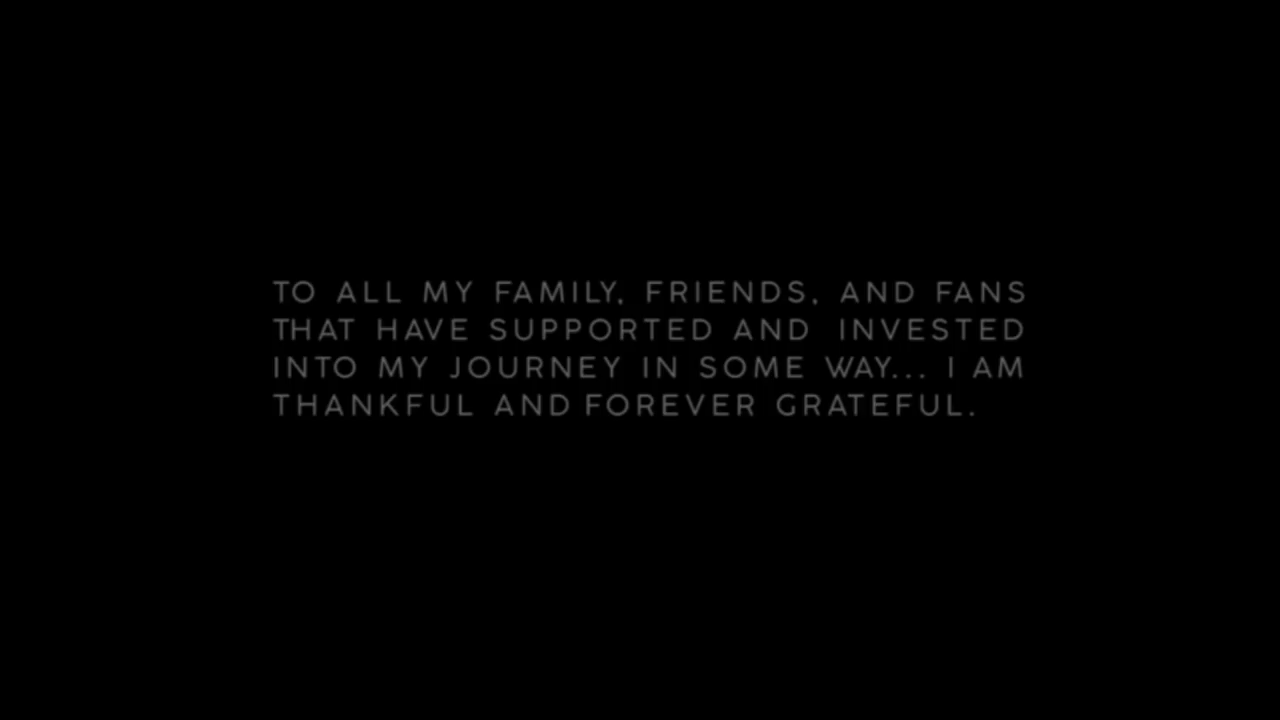 TO ALL MY FAMILY, FRIENDS, AND FANS
THAT HAVE SUPPORTED AND INVESTED
INTO MY JOURNEY IN SOME WAY... I AM
THANKFUL AND FOREVER GRATEFUL.